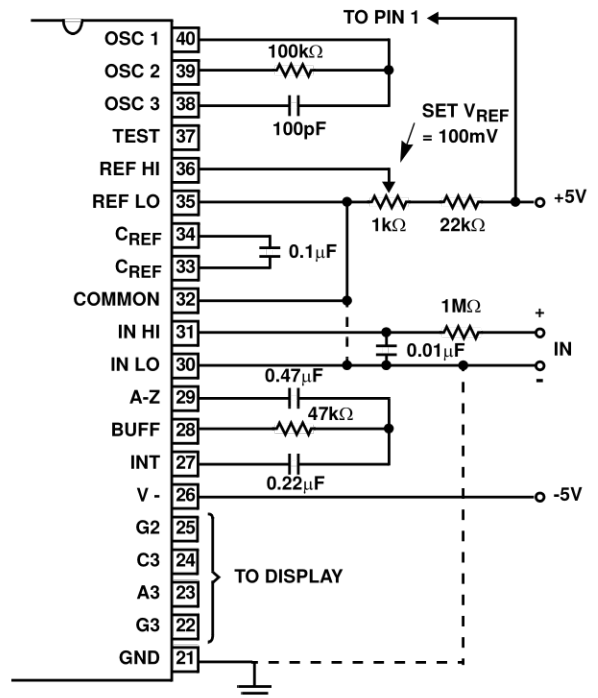 TO PIN 1
OSC 1 40
100kΩ
OSC 2 39
OSC 3 38
100pF
SET VREF
= 100mV
TEST 37
REF HI 36
REF LO 35
1kΩ
22kΩ
+5V
CREF 34
0.1µF
CREF 33
COMMON 32
1MΩ
+
IN HI 31
0.01µF
IN
IN LO 30
-
0.47µF
A-Z 29
47kΩ
BUFF 28
INT 27
0.22µF
V - 26
-5V
G2 25
C3 24
TO DISPLAY
A3 23
G3 22
GND 21